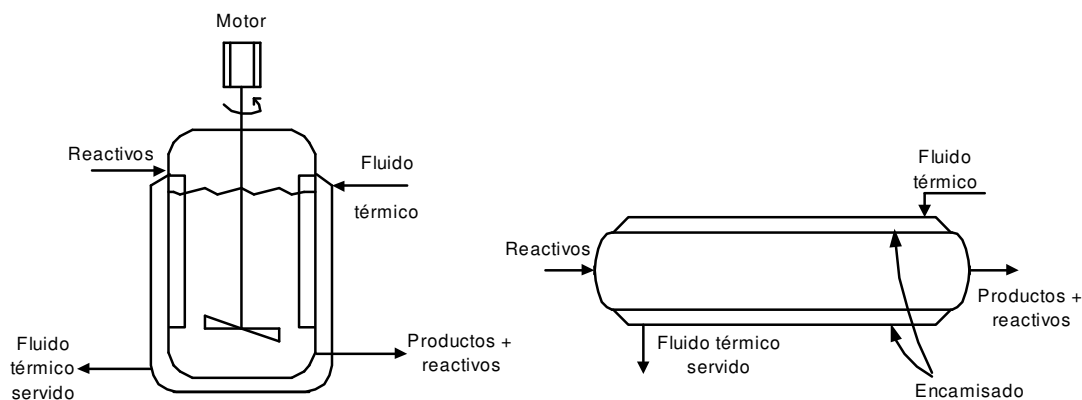 Motor
Reactivos
Fluido
térmico
Fluido
térmico
servido
Productos +
reactivos
Fluido
térmico
Reactivos
Productos +
reactivos
Fluido térmico
servido
Encamisado